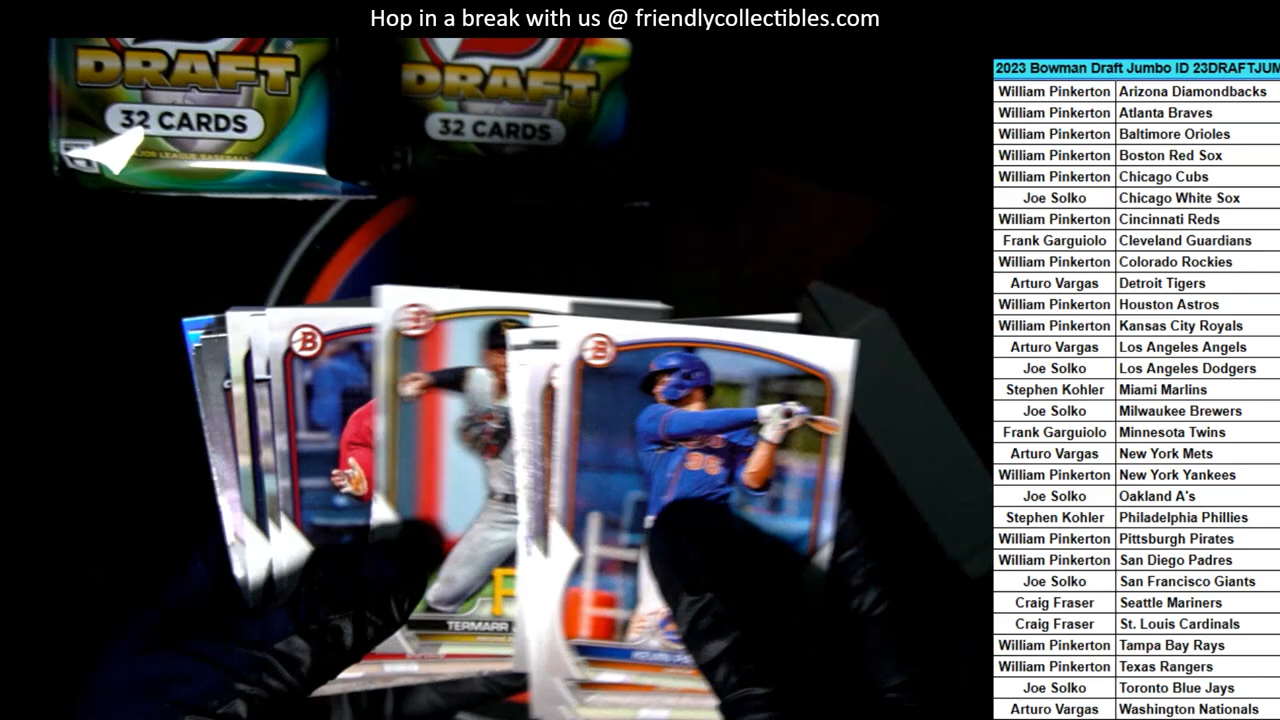 Hop in a break with us @ friendlycollectibles.com
DRAFT
32 CARDS
DRAFT
32 CARDS
2023 Bowman Draft Jumbo ID 23DRAFTJUM
William Pinkerton Arizona Diamondbacks
William Pinkerton Atlanta Braves
William Pinkerton Baltimore Orioles
William Pinkerton Boston Red Sox
William Pinkerton Chicago Cubs
Joe Solko Chicago White Sox
William Pinkerton Cincinnati Reds
Frank Garguiolo Cleveland Guardians
William Pinkerton Colorado Rockies
Arturo Vargas Detroit Tigers
William Pinkerton Houston Astros
William Pinkerton Kansas City Royals
Arturo Vargas Los Angeles Angels
Joe Solko Los Angeles Dodgers
Stephen Kohler Miami Marlins
Joe Solko Milwaukee Brewers
Frank Garguiolo Minnesota Twins
Arturo Vargas New York Mets
William Pinkerton New York Yankees
Joe Solko Oakland A's
Stephen Kohler Philadelphia Phillies
William Pinkerton Pittsburgh Pirates
William Pinkerton San Diego Padres
Joe Solko San Francisco Giants
Craig Fraser Seattle Mariners
Craig Fraser St. Louis Cardinals
William Pinkerton Tampa Bay Rays
William Pinkerton Texas Rangers
Joe Solko Toronto Blue Jays
Arturo Vargas Washington Nationals
B
B
TERMARR